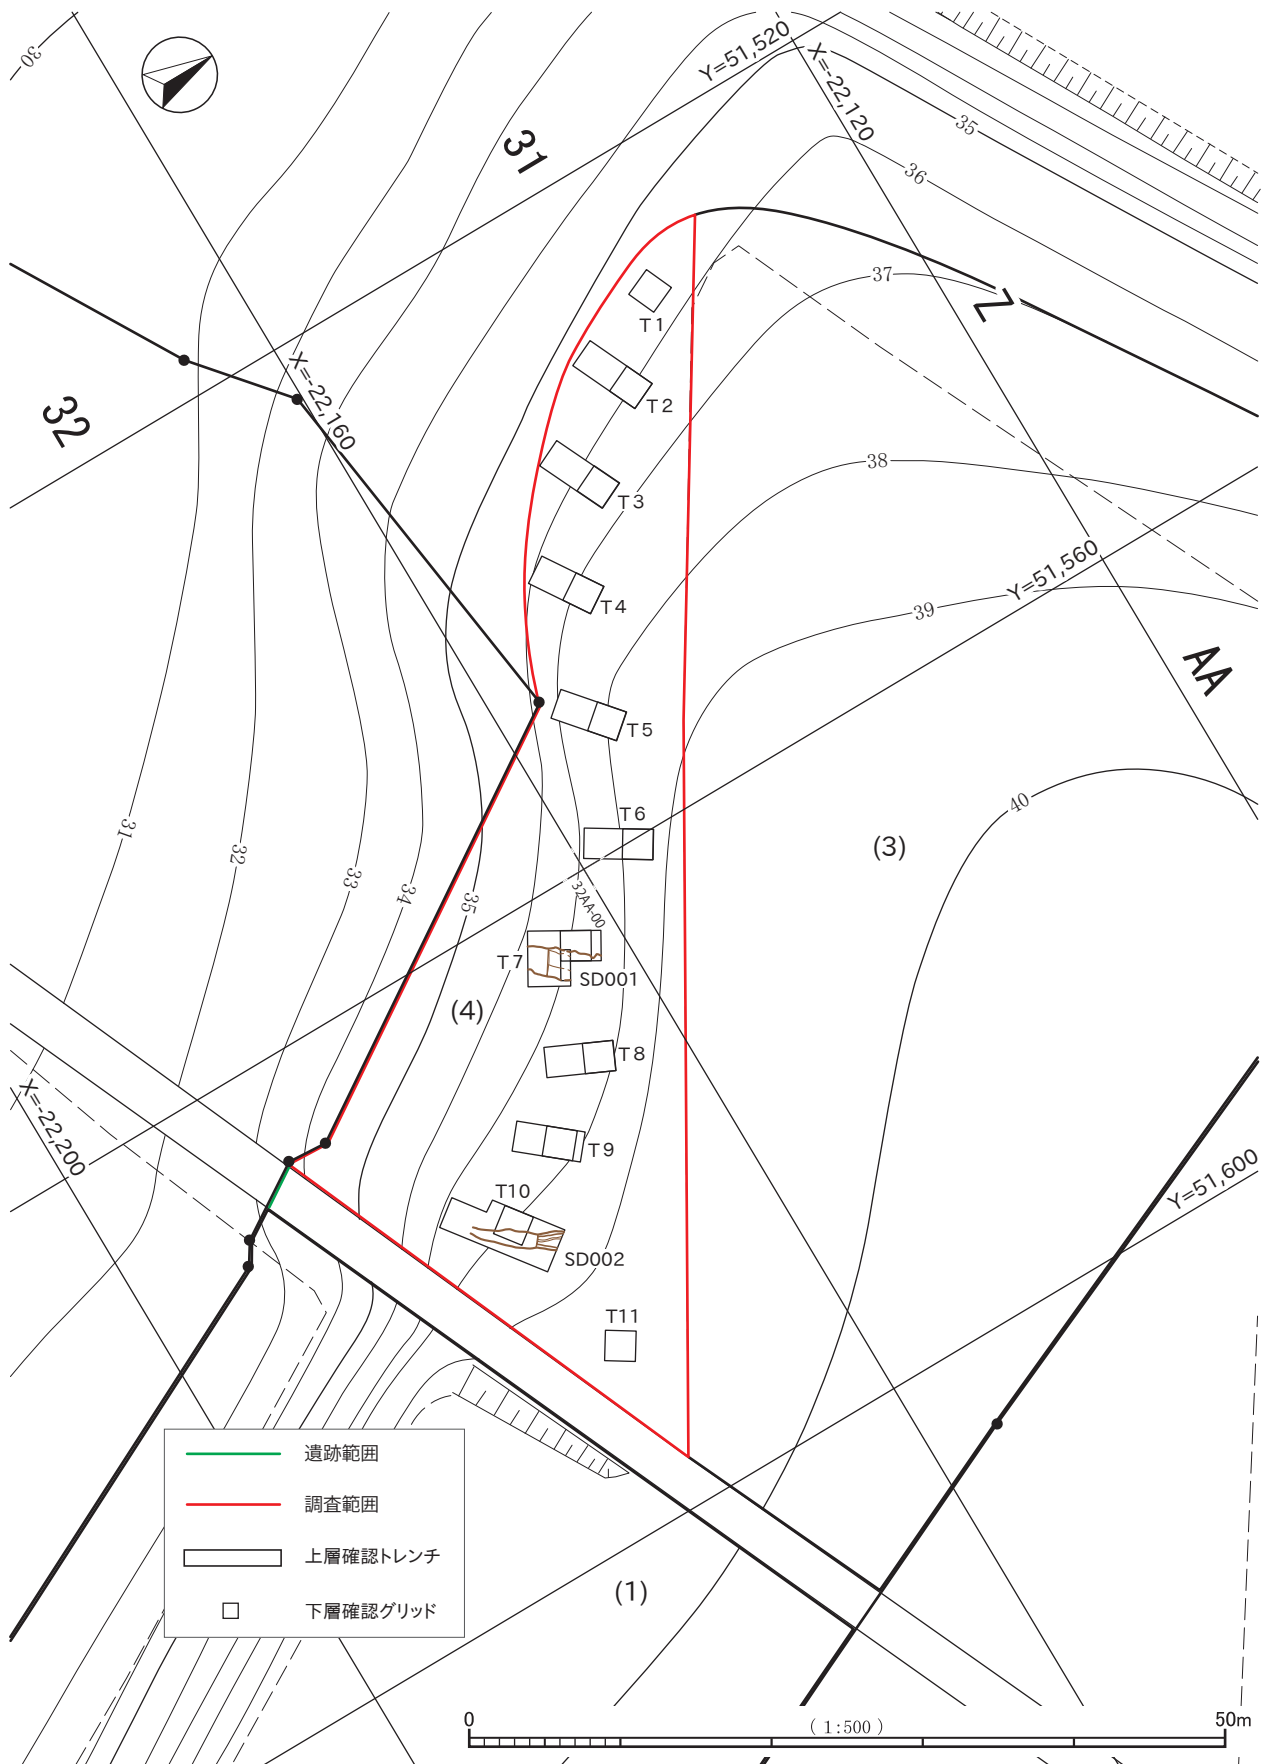 30
Y=51,520
X=-22,120
35
31
36
37
Z
T1
X=-22,160
32
T2
38
T3
Y=51,560
T4
39
AA
T5
40
T6
(3)
31
32
33
34
35
32AA-00
T7
SD001
(4)
T8
X=-22,200
T9
Y=51,600
T10
SD002
T11
遺跡範囲
調査範囲
上層確認トレンチ
下層確認グリッド
(1)
0
(1:500)
50m